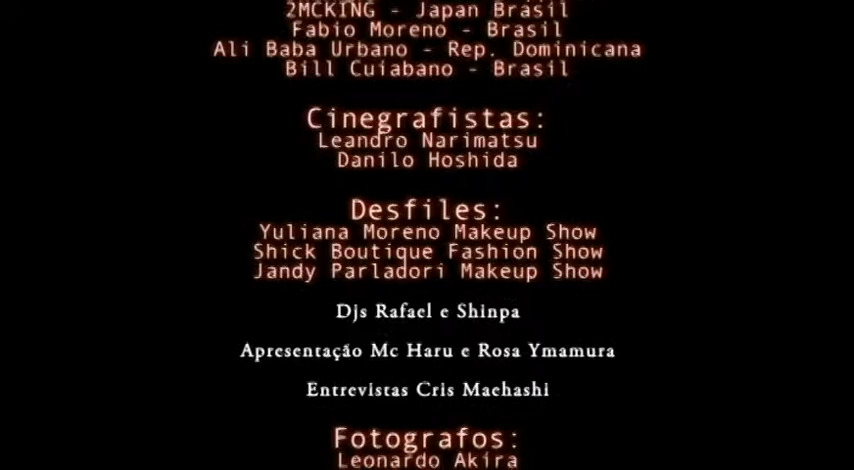 2MCKING - Japan Brasil
Fabio Moreno - Brasil
Ali Baba Urbano - Rep. Dominicana
Bill Cuiabano - Brasil
Cinegrafistas:
Leandro Narimatsu
Danilo Hoshida
Desfiles:
Yuliana Moreno Makeup Show
Shick Boutique Fashion Show
Jandy Parladori Makeup Show
Djs Rafael e Shinpa
Apresentação Mc Haru e Rosa Ymamura
Entrevistas Cris Maehashi
Fotografos:
Leonardo Akira